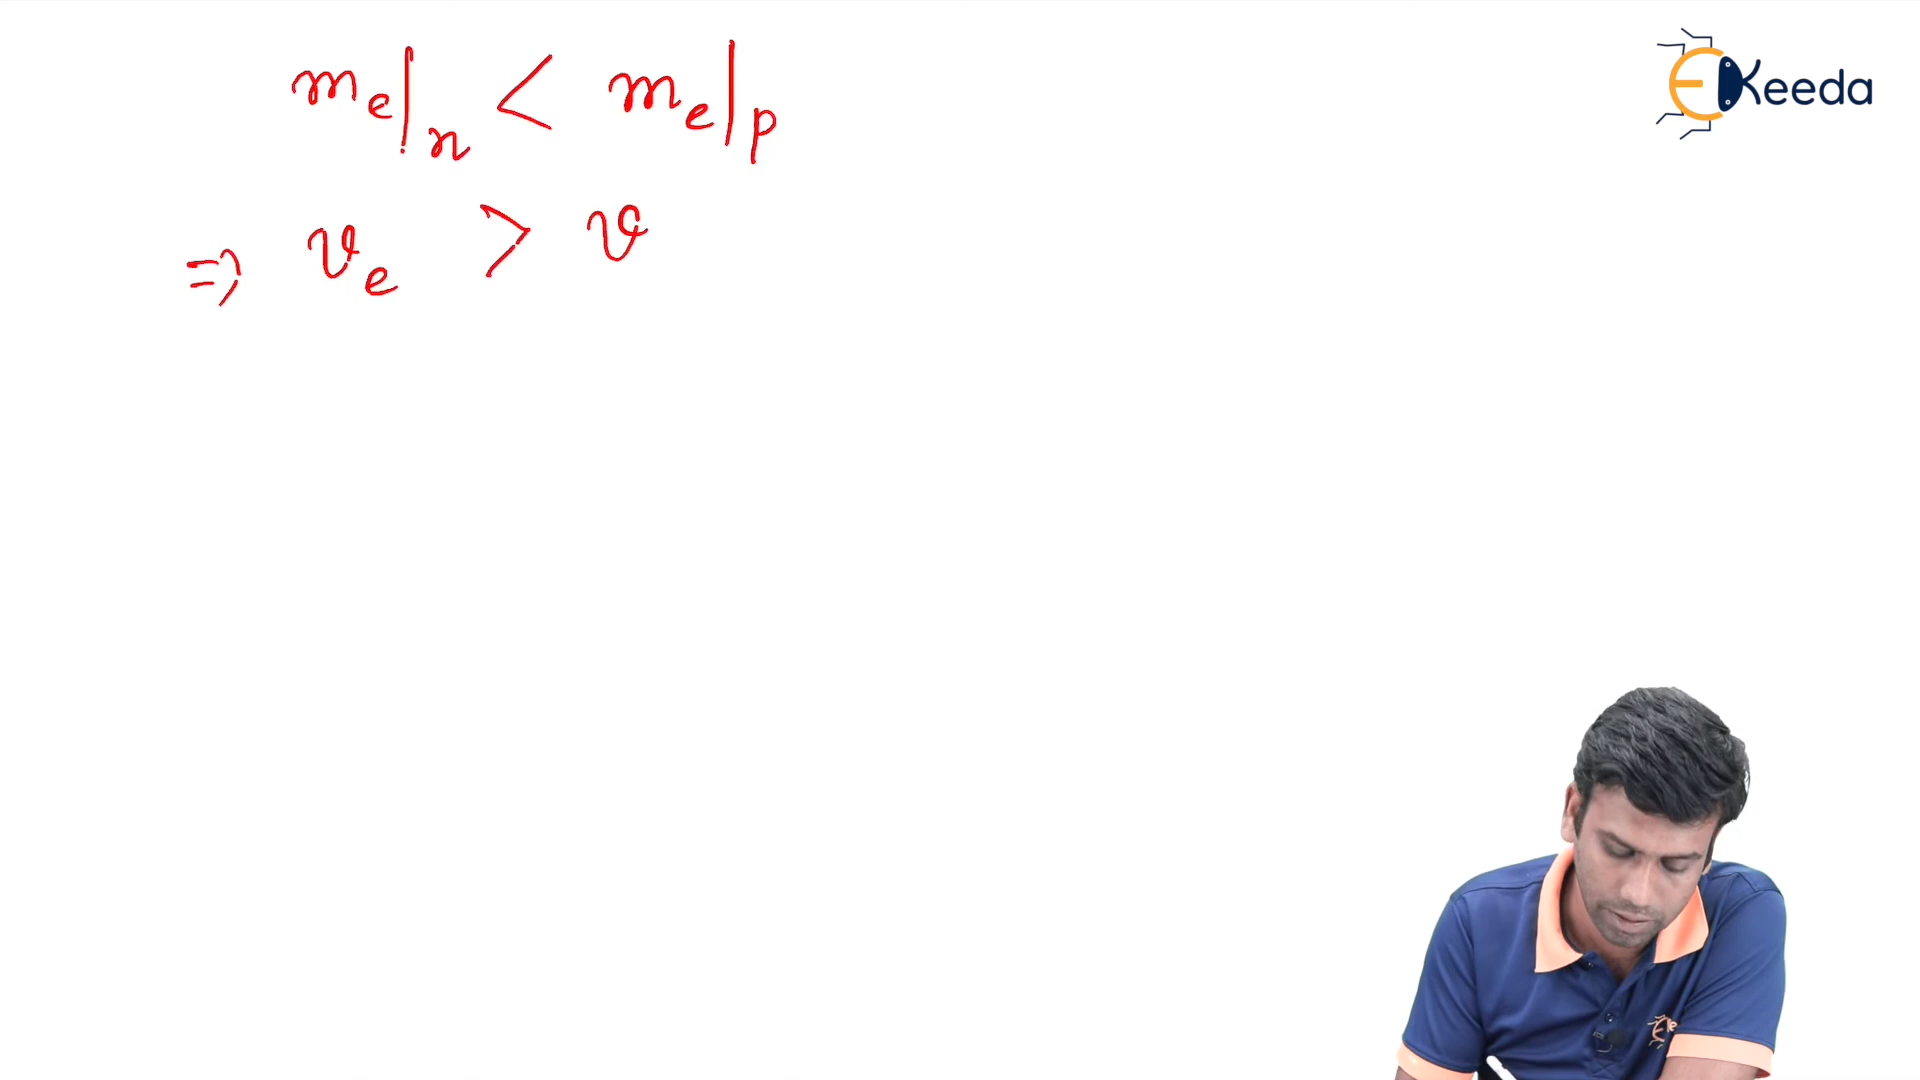 mₑ|ₙ < mₑ|ₚ
EKeeda
⇒ vₑ > v